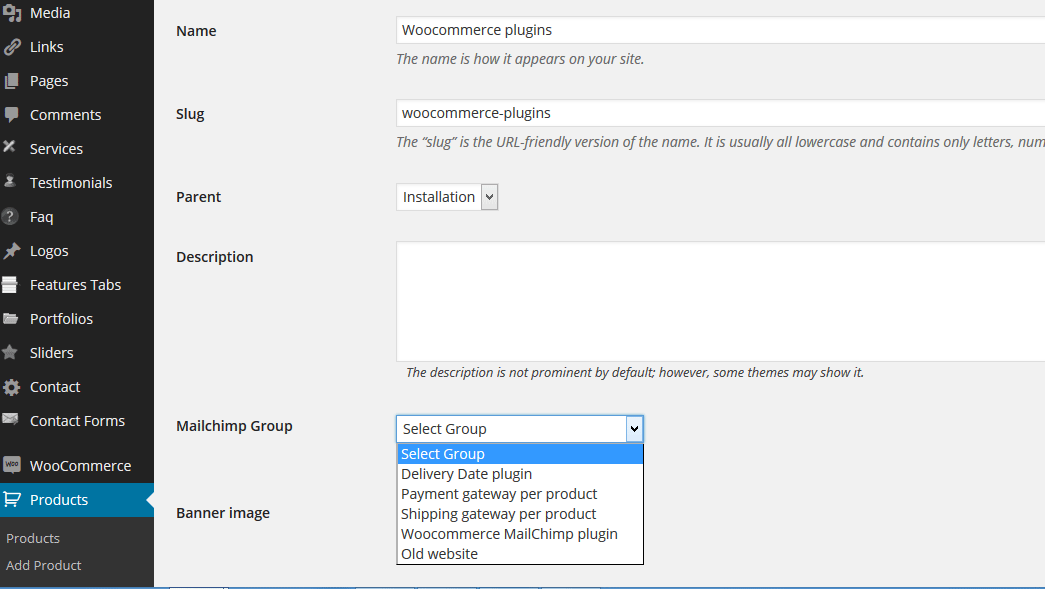 Media
Links
Pages
Comments
Services
Testimonials
Faq
Logos
Features Tabs
Portfolios
Sliders
Contact
Contact Forms
WooCommerce
Products
Products
Add Product
Name
Woocommerce plugins
The name is how it appears on your site.
Slug
woocommerce-plugins
The “slug” is the URL-friendly version of the name. It is usually all lowercase and contains only letters, num
Parent
Installation
Description
The description is not prominent by default; however, some themes may show it.
Mailchimp Group
Select Group
Select Group
Delivery Date plugin
Payment gateway per product
Shipping gateway per product
Woocommerce MailChimp plugin
Old website
Banner image